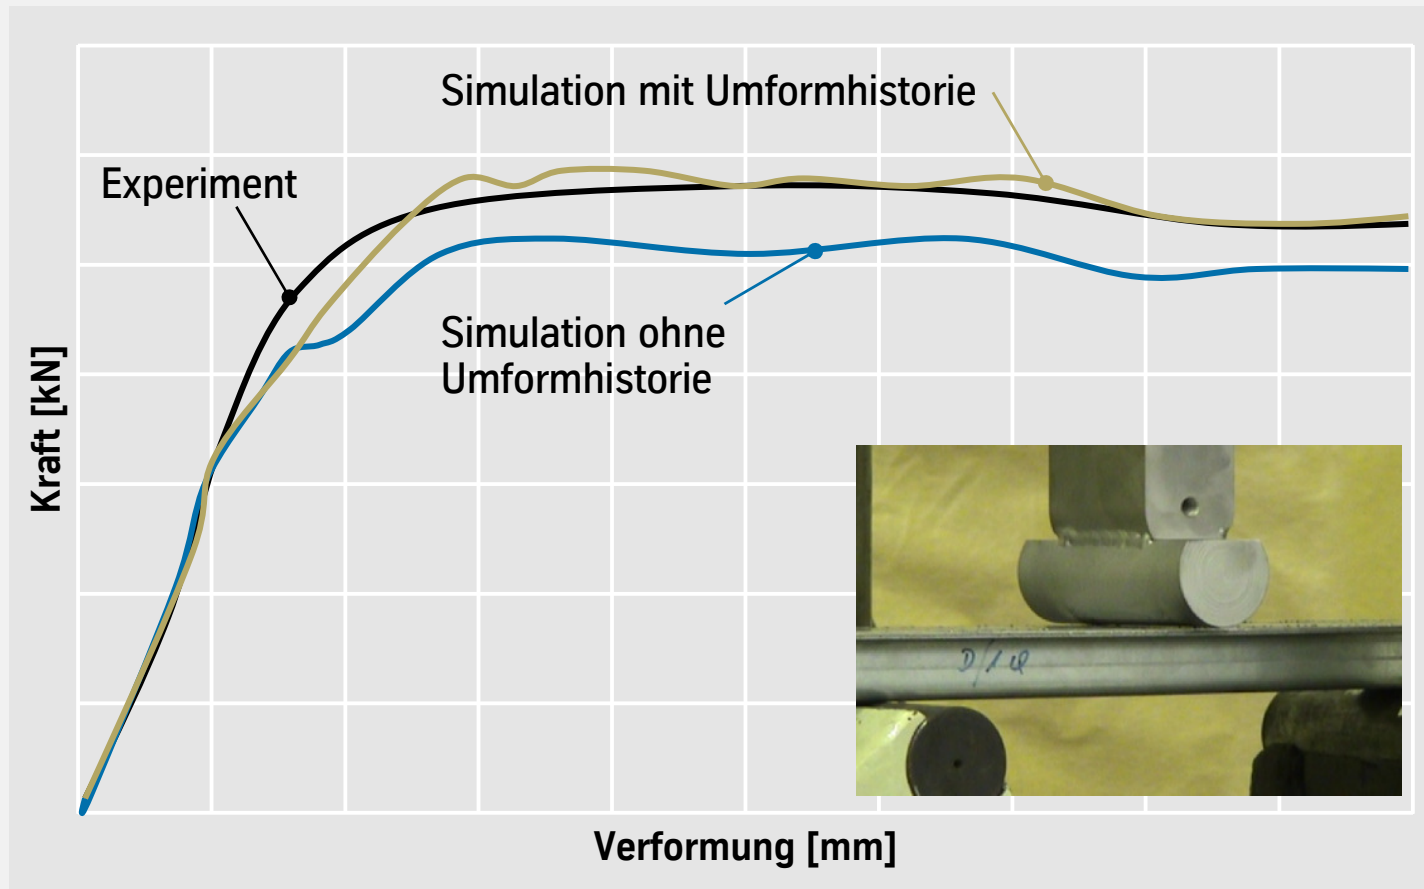 Simulation mit Umformhistorie
Experiment
Simulation ohne
Umformhistorie
Kraft [kN]
Verformung [mm]